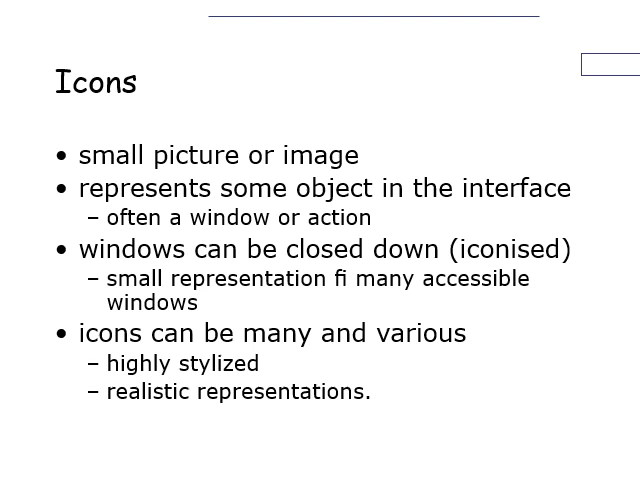 Icons
• small picture or image
• represents some object in the interface
– often a window or action
• windows can be closed down (iconised)
– small representation fi many accessible
windows
• icons can be many and various
– highly stylized
– realistic representations.